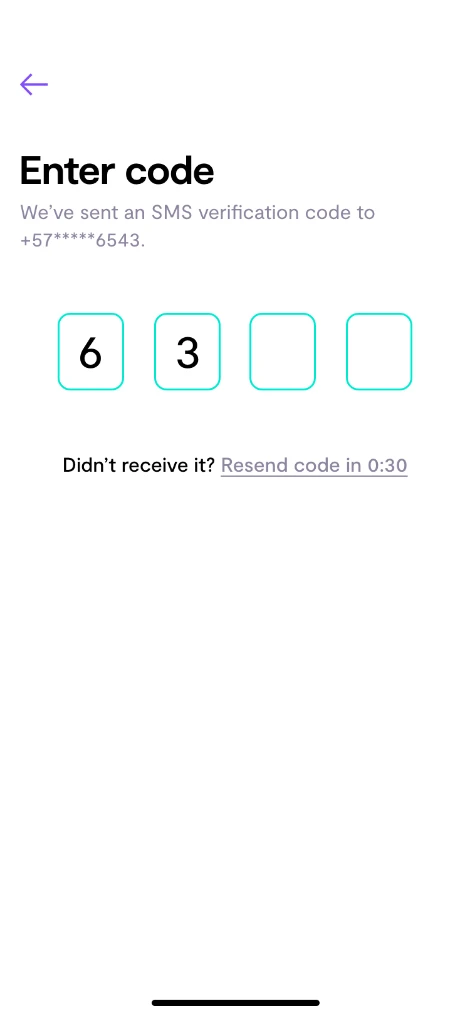 Enter code
We’ve sent an SMS verification code to
+57*****6543.
6 3
Didn’t receive it? Resend code in 0:30